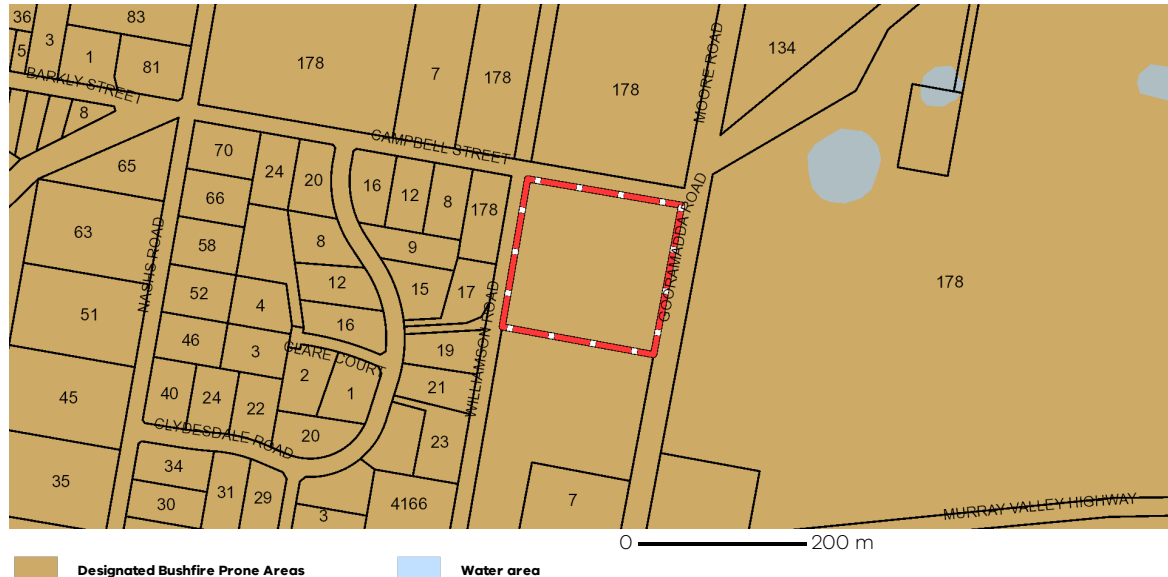 36 83
5 3 1 81 178 7 178 178 MOORE ROAD 134
BARKLY STREET
8
CAMPBELL STREET
65 70 24 20 16 12 8 178
66
63 NASHS ROAD 58 8 9 GOORAMADDA ROAD 178
52 4 12 15 17 WILLIAMSON ROAD
51 16
46 3 CLARE COURT 19
45 40 24 22 2 1 21
CLYDESDALE ROAD 20 23
35 34 31 29 4166 7
30 3 MURRAY VALLEY HIGHWAY
0 200 m
Designated Bushfire Prone Areas Water area